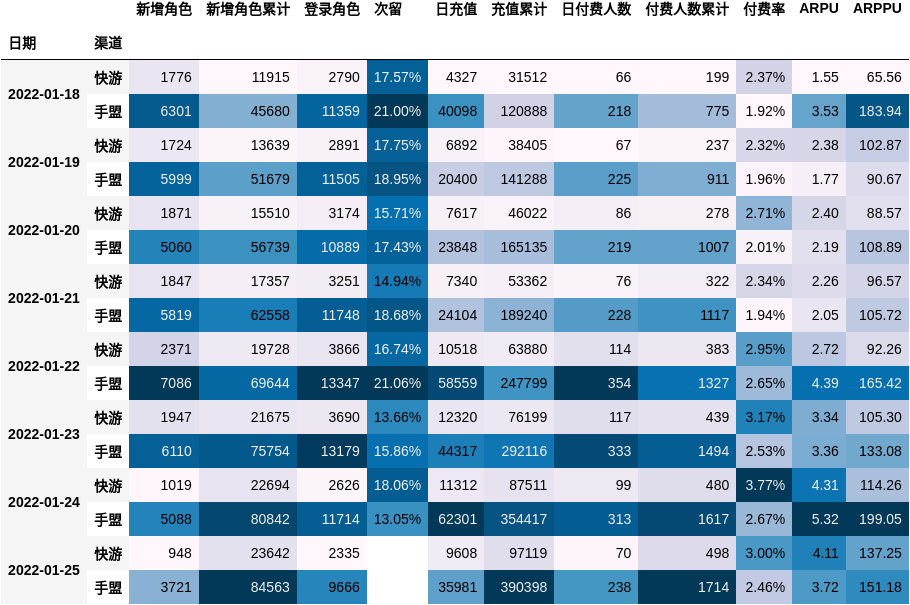 新增角色 新增角色累计 登录角色 次留 日充值 充值累计 日付费人数 付费人数累计 付费率 ARPU ARPPU
日期 渠道
2022-01-18 快游 1776 11915 2790 17.57% 4327 31512 66 199 2.37% 1.55 65.56
手盟 6301 45680 11359 21.00% 40098 120888 218 775 1.92% 3.53 183.94
2022-01-19 快游 1724 13639 2891 17.75% 6892 38405 67 237 2.32% 2.38 102.87
手盟 5999 51679 11505 18.95% 20400 141288 225 911 1.96% 1.77 90.67
2022-01-20 快游 1871 15510 3174 15.71% 7617 46022 86 278 2.71% 2.40 88.57
手盟 5060 56739 10889 17.43% 23848 165135 219 1007 2.01% 2.19 108.89
2022-01-21 快游 1847 17357 3251 14.94% 7340 53362 76 322 2.34% 2.26 96.57
手盟 5819 62558 11748 18.68% 24104 189240 228 1117 1.94% 2.05 105.72
2022-01-22 快游 2371 19728 3866 16.74% 10518 63880 114 383 2.95% 2.72 92.26
手盟 7086 69644 13347 21.06% 58559 247799 354 1327 2.65% 4.39 165.42
2022-01-23 快游 1947 21675 3690 13.66% 12320 76199 117 439 3.17% 3.34 105.30
手盟 6110 75754 13179 15.86% 44317 292116 333 1494 2.53% 3.36 133.08
2022-01-24 快游 1019 22694 2626 18.06% 11312 87511 99 480 3.77% 4.31 114.26
手盟 5088 80842 11714 13.05% 62301 354417 313 1617 2.67% 5.32 199.05
2022-01-25 快游 948 23642 2335 9608 97119 70 498 3.00% 4.11 137.25
手盟 3721 84563 9666 35981 390398 238 1714 2.46% 3.72 151.18